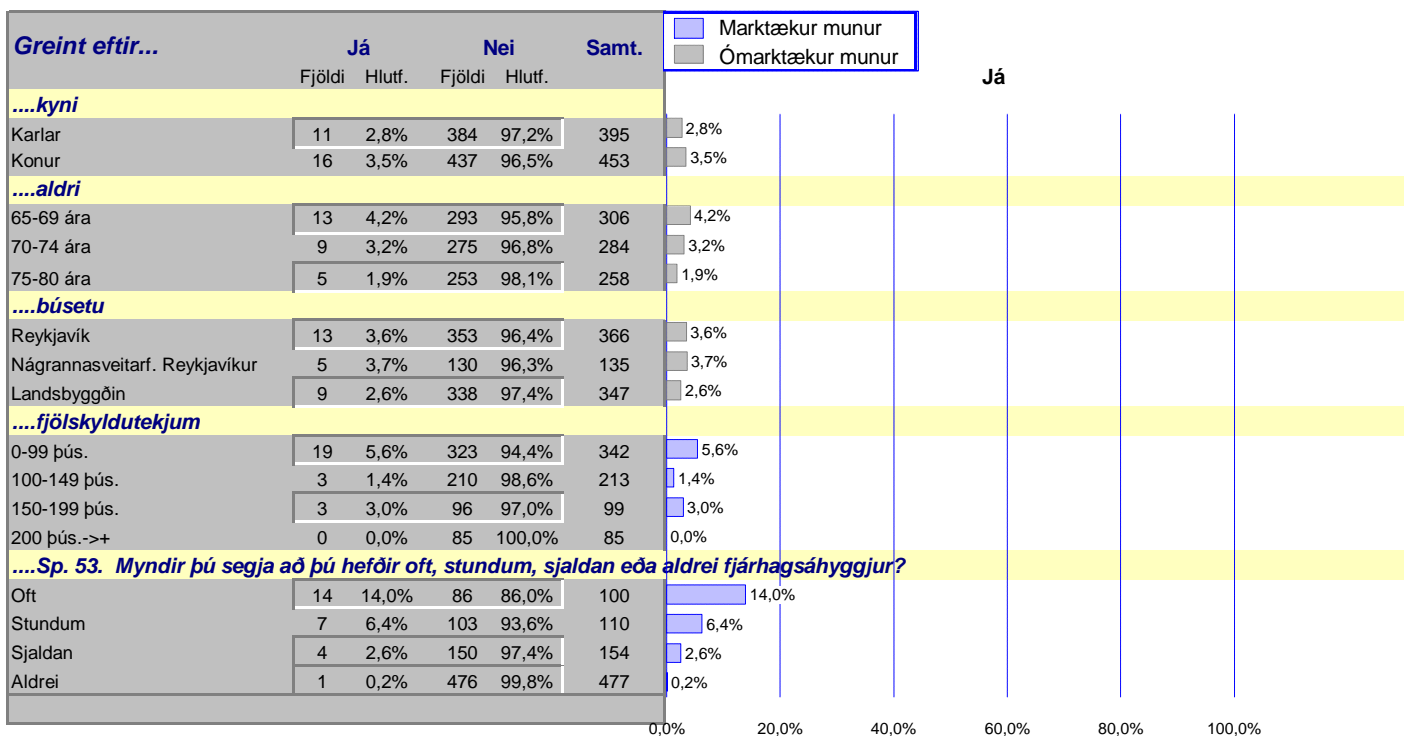 Greint eftir... Já Nei Samt.
Fjöldi Hlutf. Fjöldi Hlutf.
Marktækur munur
Ómarktækur munur
Já
....kyni
Karlar 11 2,8% 384 97,2% 395 2,8%
Konur 16 3,5% 437 96,5% 453 3,5%
....aldri
65-69 ára 13 4,2% 293 95,8% 306 4,2%
70-74 ára 9 3,2% 275 96,8% 284 3,2%
75-80 ára 5 1,9% 253 98,1% 258 1,9%
....búsetu
Reykjavík 13 3,6% 353 96,4% 366 3,6%
Nágrannasveitarf. Reykjavíkur 5 3,7% 130 96,3% 135 3,7%
Landsbyggðin 9 2,6% 338 97,4% 347 2,6%
....fjölskyldutekjum
0-99 þús. 19 5,6% 323 94,4% 342 5,6%
100-149 þús. 3 1,4% 210 98,6% 213 1,4%
150-199 þús. 3 3,0% 96 97,0% 99 3,0%
200 þús.->+ 0 0,0% 85 100,0% 85 0,0%
....Sp. 53. Myndir þú segja að þú hefðir oft, stundum, sjaldan eða aldrei fjárhagsáhyggjur?
Oft 14 14,0% 86 86,0% 100 14,0%
Stundum 7 6,4% 103 93,6% 110 6,4%
Sjaldan 4 2,6% 150 97,4% 154 2,6%
Aldrei 1 0,2% 476 99,8% 477 0,2%
0,0% 20,0% 40,0% 60,0% 80,0% 100,0%